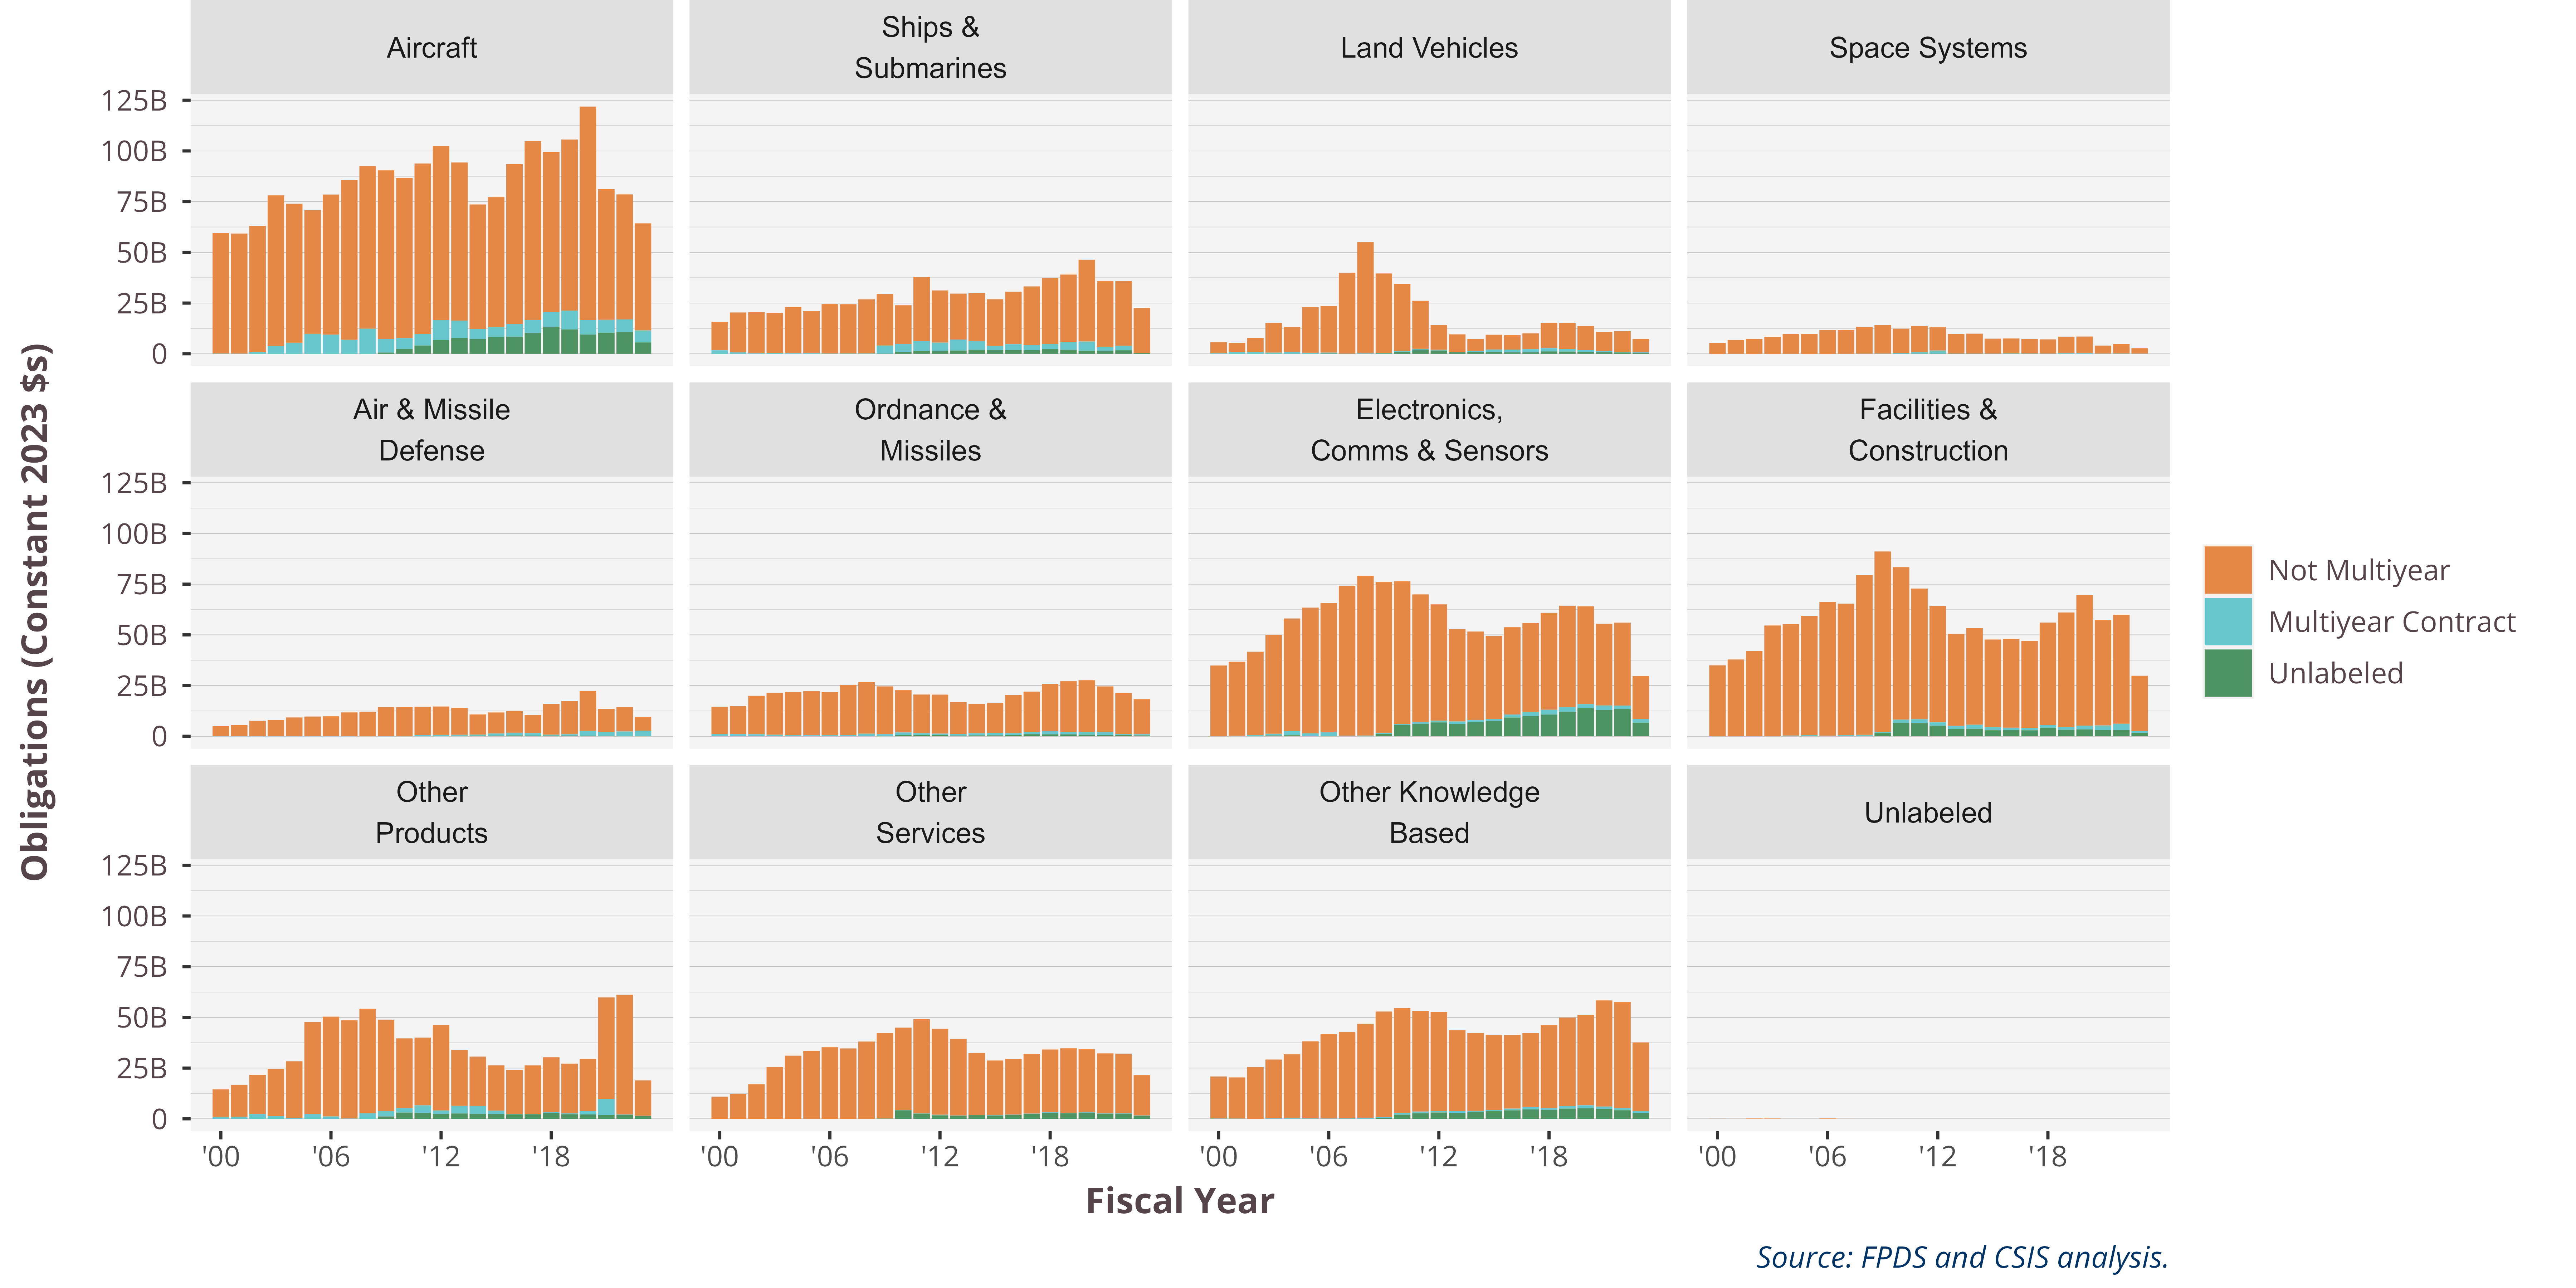 Aircraft
Ships &
Submarines
Land Vehicles
Space Systems
125B
100B
75B
50B
25B
0
Air & Missile
Defense
Ordnance &
Missiles
Electronics,
Comms & Sensors
Facilities &
Construction
125B
100B
75B
50B
25B
0
Other
Products
Other
Services
Other Knowledge
Based
Unlabeled
125B
100B
75B
50B
25B
0
'00 '06 '12 '18
'00 '06 '12 '18
'00 '06 '12 '18
'00 '06 '12 '18
Fiscal Year
Obligations (Constant 2023 $s)
Not Multiyear
Multiyear Contract
Unlabeled
Source: FPDS and CSIS analysis.